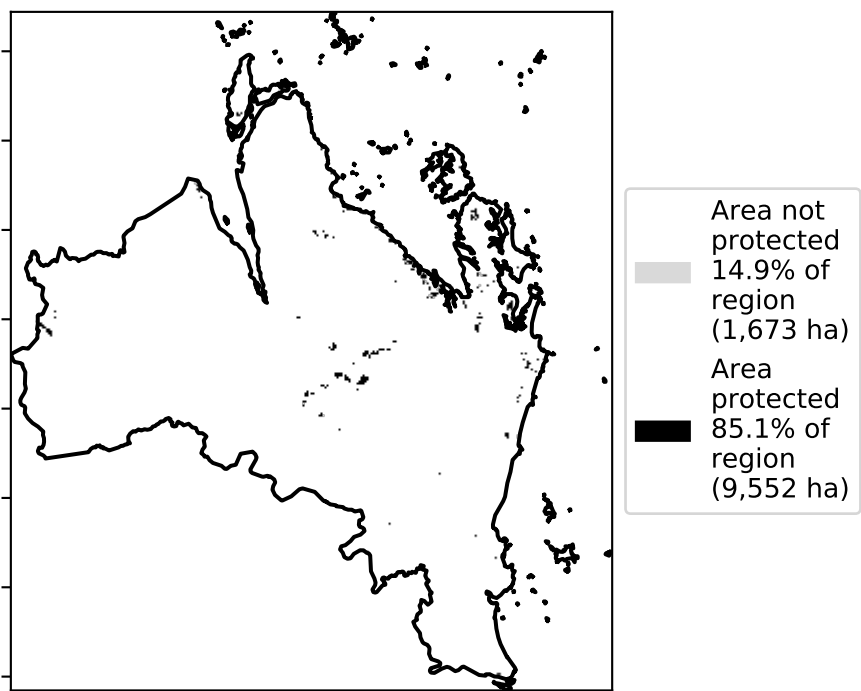 Area not
protected
14.9% of
region
(1,673 ha)
Area
protected
85.1% of
region
(9,552 ha)